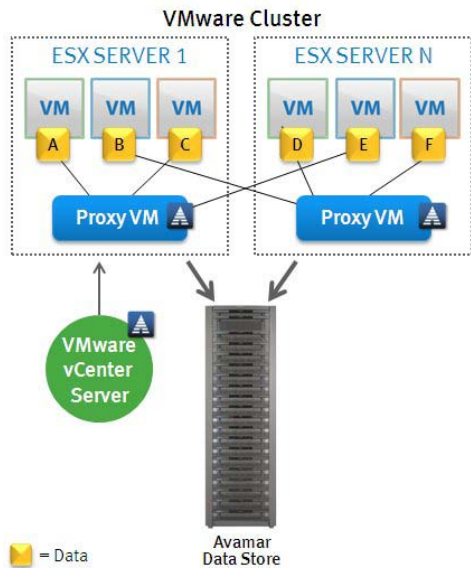 VMware Cluster
ESX SERVER 1
ESX SERVER N
VM VM VM
VM VM VM
A B C
D E F
Proxy VM
Proxy VM
VMware
vCenter
Server
Avamar
Data Store
= Data